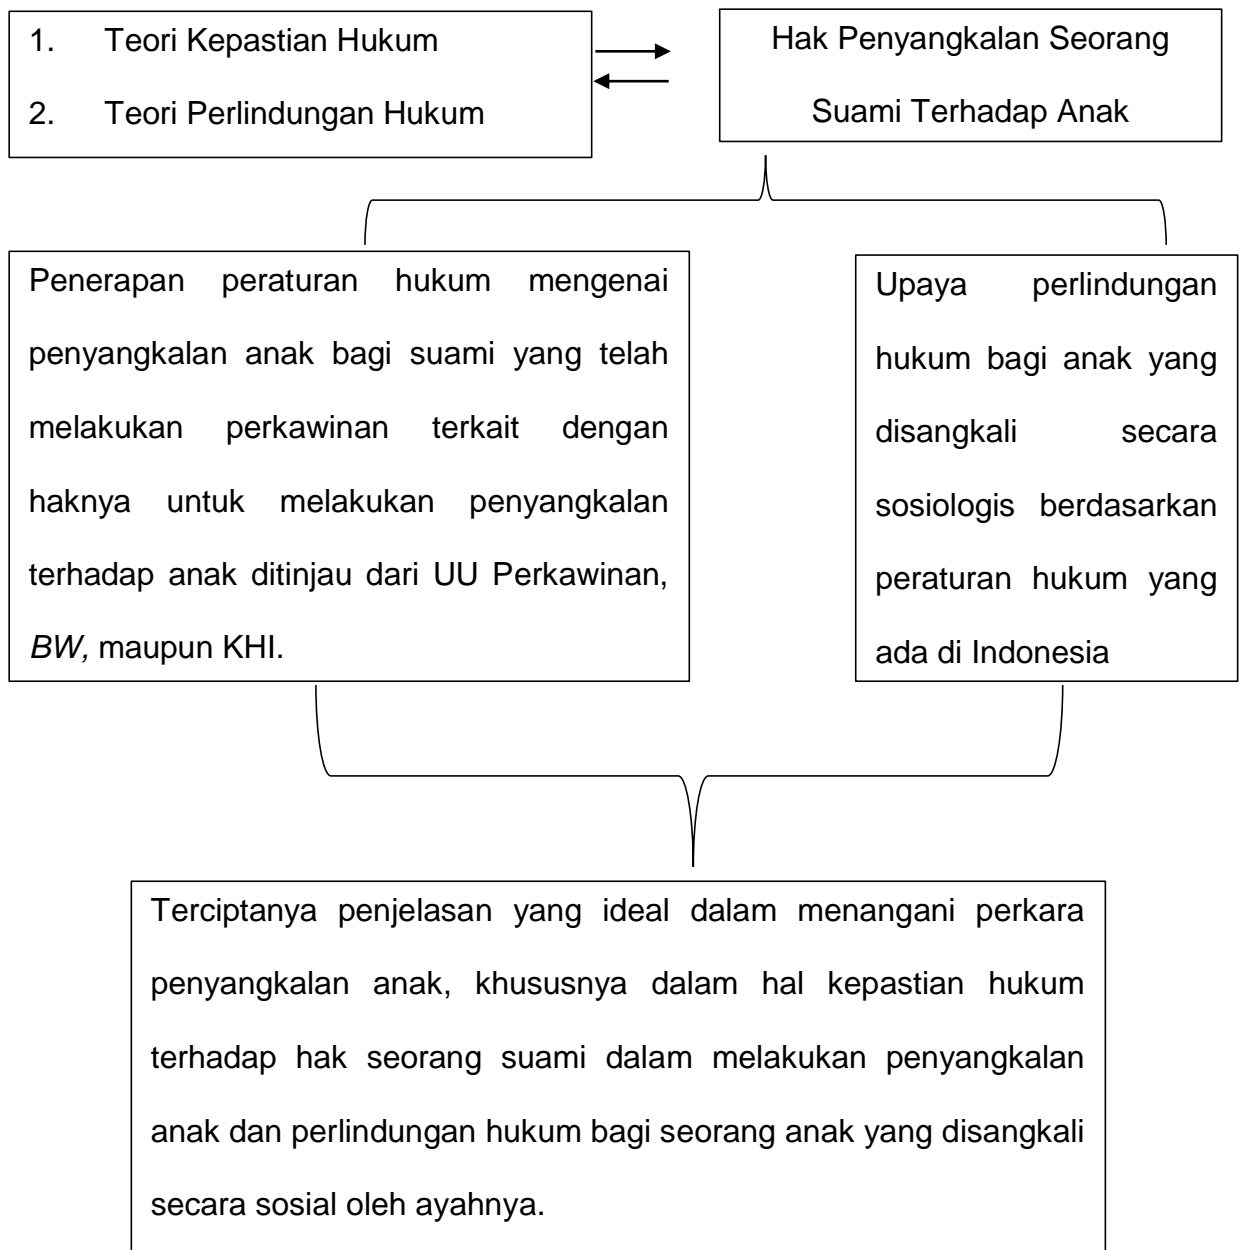 1. Teori Kepastian Hukum
2. Teori Perlindungan Hukum
Hak Penyangkalan Seorang
Suami Terhadap Anak
Penerapan peraturan hukum mengenai
penyangkalan anak bagi suami yang telah
melakukan perkawinan terkait dengan
haknya untuk melakukan penyangkalan
terhadap anak ditinjau dari UU Perkawinan,
BW, maupun KHI.
Upaya perlindungan
hukum bagi anak yang
disangkali secara
sosiologis berdasarkan
peraturan hukum yang
ada di Indonesia
Terciptanya penjelasan yang ideal dalam menangani perkara
penyangkalan anak, khususnya dalam hal kepastian hukum
terhadap hak seorang suami dalam melakukan penyangkalan
anak dan perlindungan hukum bagi seorang anak yang disangkali
secara sosial oleh ayahnya.